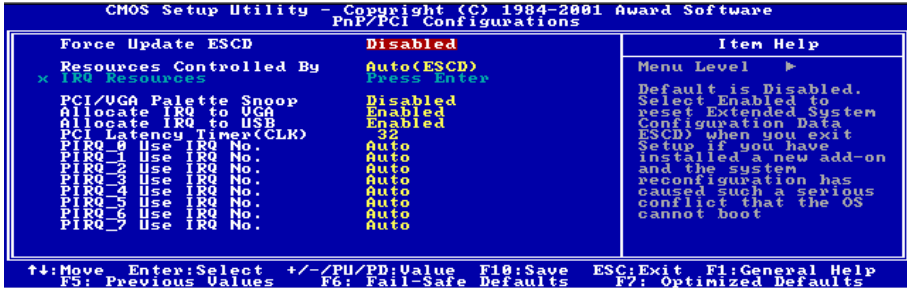 CMOS Setup Utility - Copyright (C) 1984-2001 Award Software
PnP/PCI Configurations
Force Update ESCD Disabled
Resources Controlled By Auto(ESCD)
x IRQ Resources Press Enter
PCI/VGA Palette Snoop Disabled
Allocate IRQ to VGA Enabled
Allocate IRQ to USB Enabled
PCI Latency Timer(CLK) 32
PIRQ_0 Use IRQ No. Auto
PIRQ_1 Use IRQ No. Auto
PIRQ_2 Use IRQ No. Auto
PIRQ_3 Use IRQ No. Auto
PIRQ_4 Use IRQ No. Auto
PIRQ_5 Use IRQ No. Auto
PIRQ_6 Use IRQ No. Auto
PIRQ_7 Use IRQ No. Auto
Item Help
Menu Level ►
Default is Disabled.
Select Enabled to
reset Extended System
Configuration Data
ESCD) when you exit
Setup if you have
installed a new add-on
and the system
reconfiguration has
caused such a serious
conflict that the OS
cannot boot
↑↓:Move Enter:Select +/-/PU/PD:Value F10:Save ESC:Exit F1:General Help
F5: Previous Values F6: Fail-Safe Defaults F7: Optimized Defaults